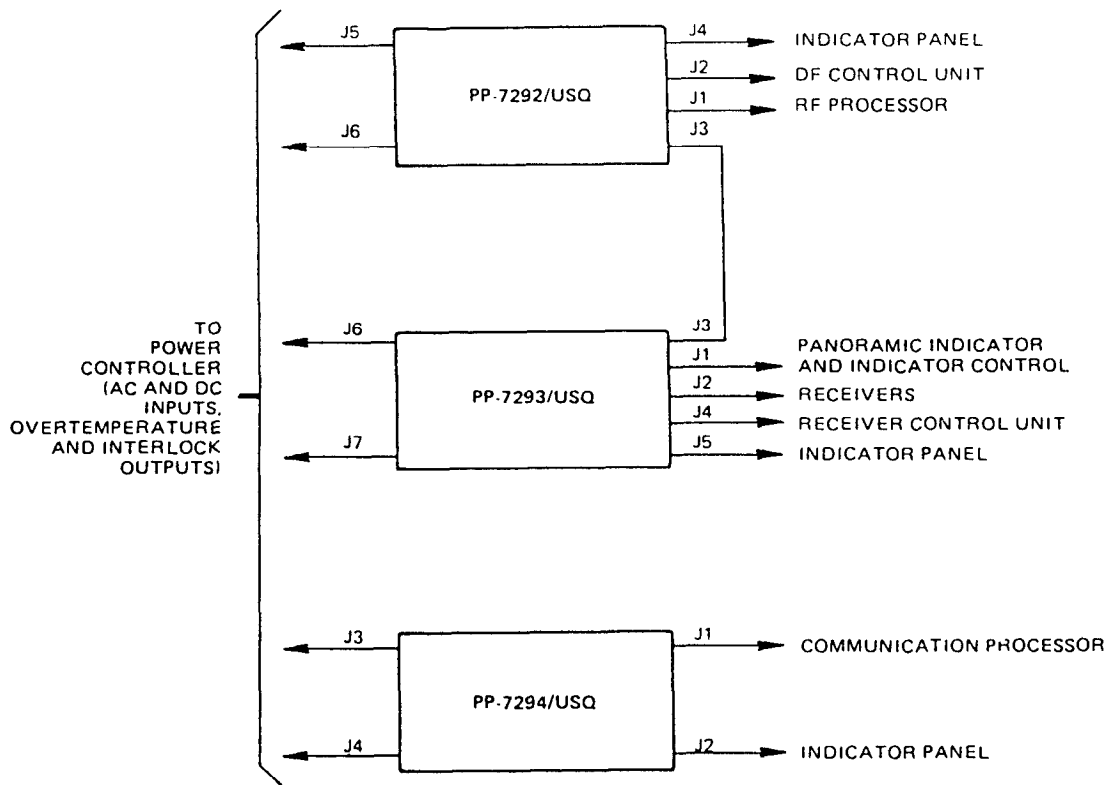 J5
J4
INDICATOR PANEL
J2
DF CONTROL UNIT
PP-7292/USQ
J1
RF PROCESSOR
J6
J3
TO
POWER
CONTROLLER
(AC AND DC
INPUTS,
OVERTEMPERATURE
AND INTERLOCK
OUTPUTS)
J6
J3
J1
PANORAMIC INDICATOR
AND INDICATOR CONTROL
PP-7293/USQ
J2
RECEIVERS
J4
RECEIVER CONTROL UNIT
J7
J5
INDICATOR PANEL
J3
J1
COMMUNICATION PROCESSOR
PP-7294/USQ
J4
J2
INDICATOR PANEL